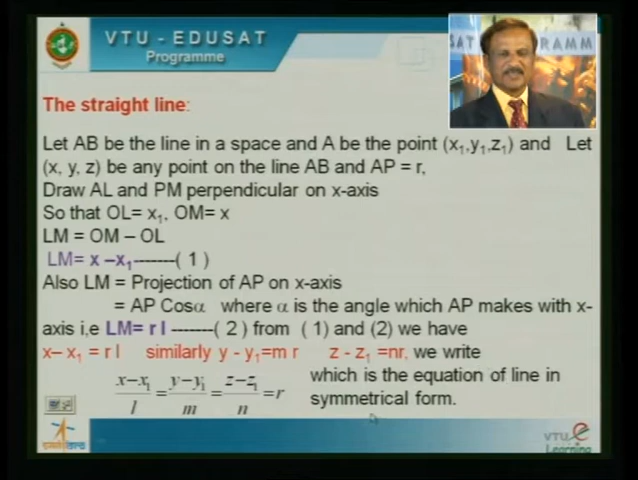 VTU - EDUSAT
Programme
SAT
RAMM
The straight line:
Let AB be the line in a space and A be the point (x₁,y₁,z₁) and Let
(x, y, z) be any point on the line AB and AP = r,
Draw AL and PM perpendicular on x-axis
So that OL= x₁, OM= x
LM = OM – OL
LM= x –x₁-------( 1 )
Also LM = Projection of AP on x-axis
= AP Cosα where α is the angle which AP makes with x-
axis i,e LM= r l -------( 2 ) from ( 1) and (2) we have
x– x₁ = r l similarly y - y₁=m r z - z₁ =nr, we write
(x–x₁)/l = (y–y₁)/m = (z–z₁)/n = r
which is the equation of line in
symmetrical form.
VTU e
Learning